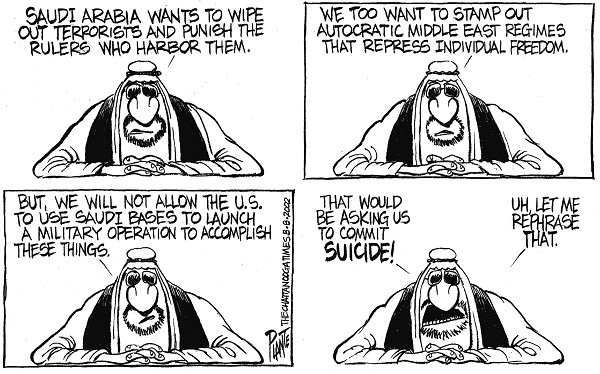 SAUDI ARABIA WANTS TO WIPE
OUT TERRORISTS AND PUNISH THE
RULERS WHO HARBOR THEM.
WE TOO WANT TO STAMP OUT
AUTOCRATIC MIDDLE EAST REGIMES
THAT REPRESS INDIVIDUAL FREEDOM.
BUT, WE WILL NOT ALLOW THE U.S.
TO USE SAUDI BASES TO LAUNCH
A MILITARY OPERATION TO ACCOMPLISH
THESE THINGS.
PLANTE
THE CHATTANOOGA TIMES 8-8-2002
THAT WOULD
BE ASKING US
TO COMMIT
SUICIDE!
UH, LET ME
REPHRASE
THAT.